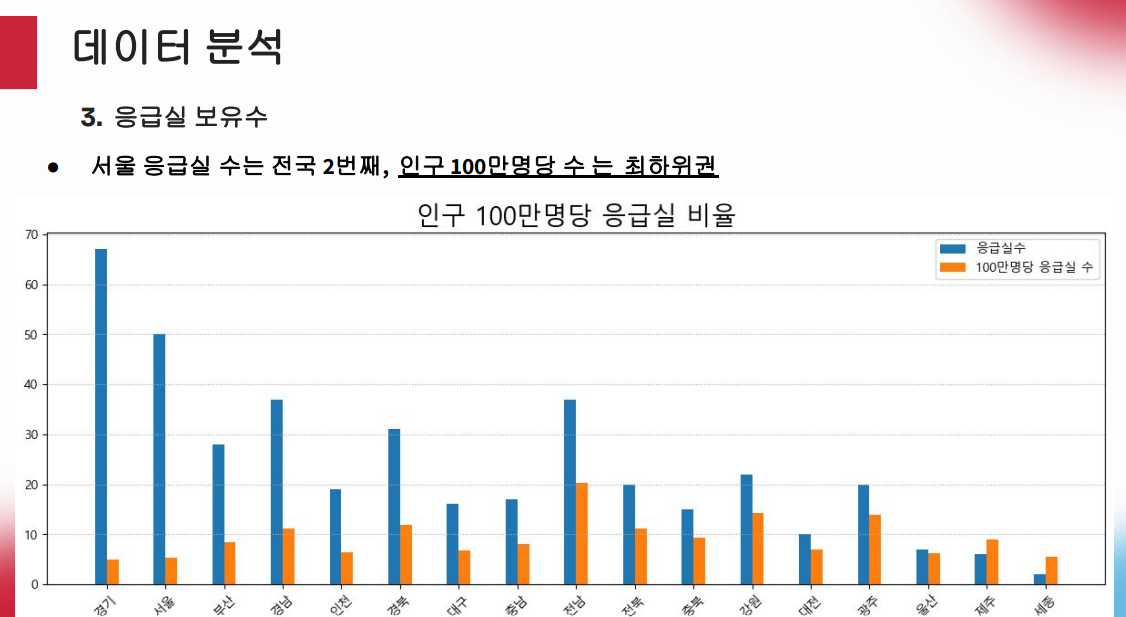 데이터 분석
3. 응급실 보유수
● 서울 응급실 수는 전국 2번째, 인구 100만명당 수 는 최하위권
인구 100만명당 응급실 비율
응급실수
100만명당 응급실 수
70
60
50
40
30
20
10
0
경기 서울 부산 경남 인천 경북 대구 충남 전남 전북 충북 강원 대전 광주 울산 제주 세종